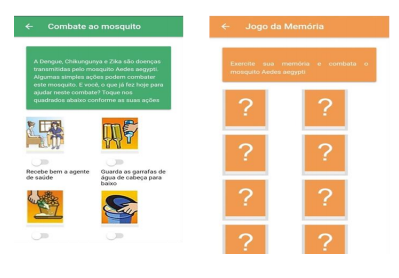 ← Combate ao mosquito
A Dengue, Chikungunya e Zika são doenças
transmitidas pelo mosquito Aedes aegypti.
Algumas simples ações podem combater
este mosquito. E você, o que já fez hoje para
ajudar neste combate? Toque nos
quadrados abaixo conforme as suas ações
Recebe bem a agente
de saúde
Guarda as garrafas de
água de cabeça para
baixo
← Jogo da Memória
Exercite sua memória e combata o
mosquito Aedes aegypti
? ?
? ?
? ?
? ?